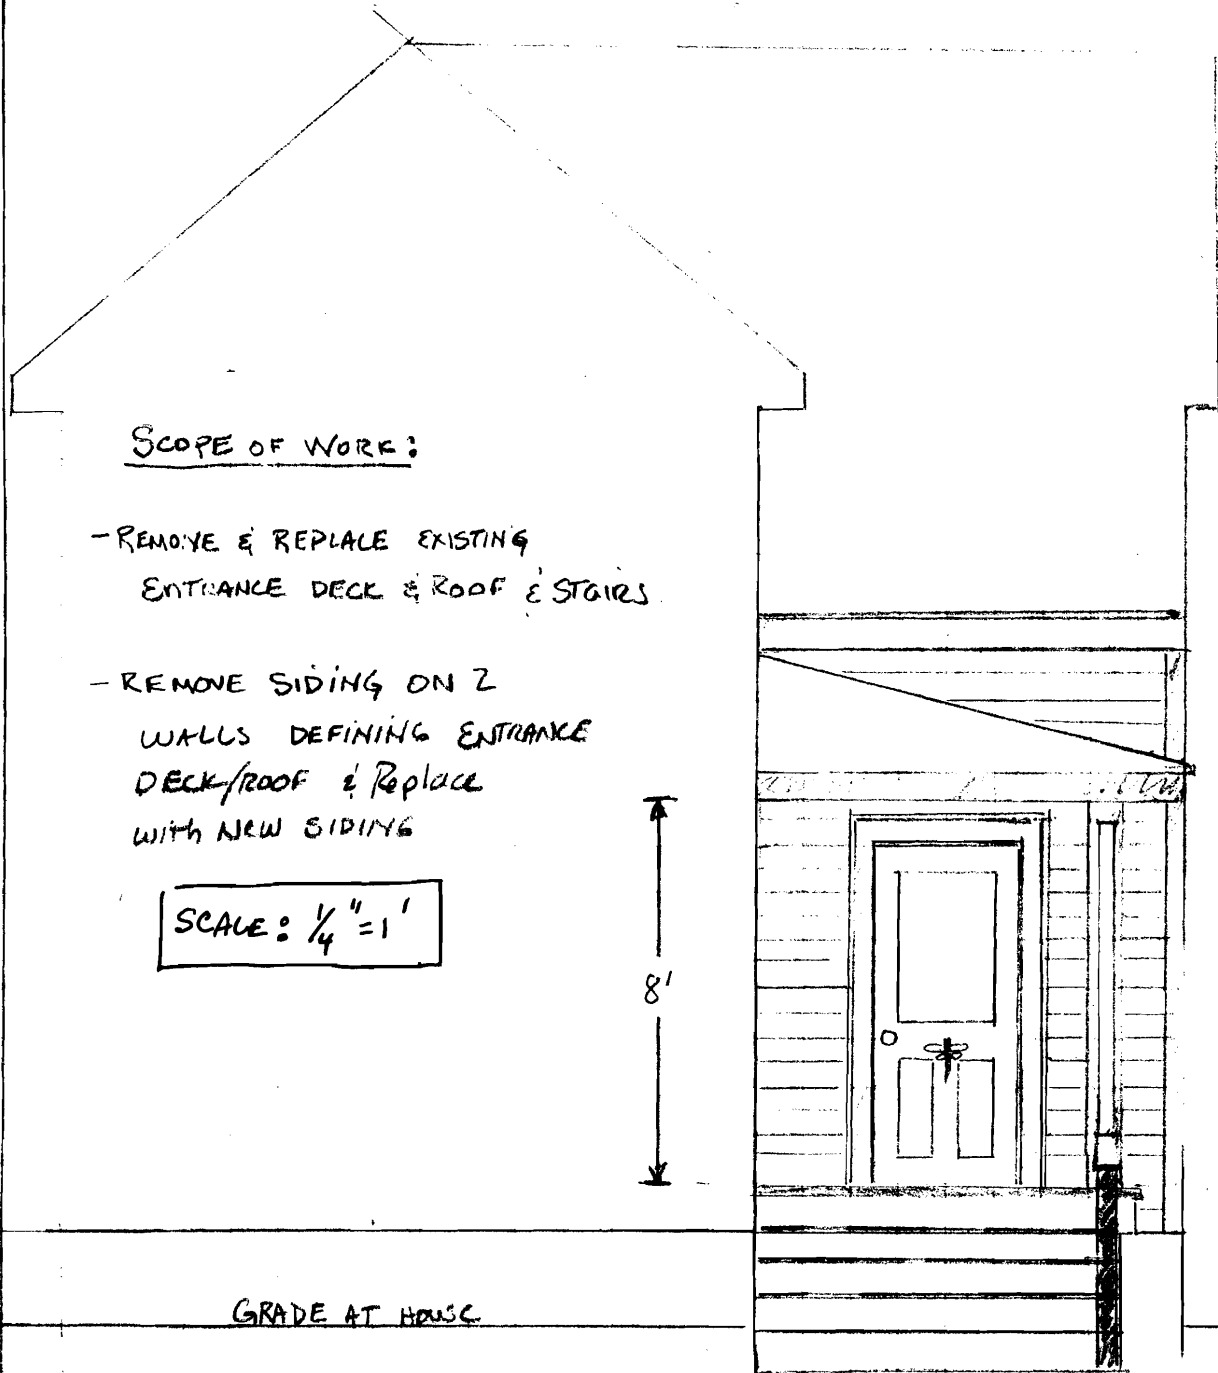 SCOPE OF WORK:
- REMOVE & REPLACE EXISTING
ENTRANCE DECK & ROOF & STAIRS
- REMOVE SIDING ON 2
WALLS DEFINING ENTRANCE
DECK/ROOF & Replace
with NEW SIDING
SCALE: 1/4" = 1'
8'
GRADE AT HOUSE